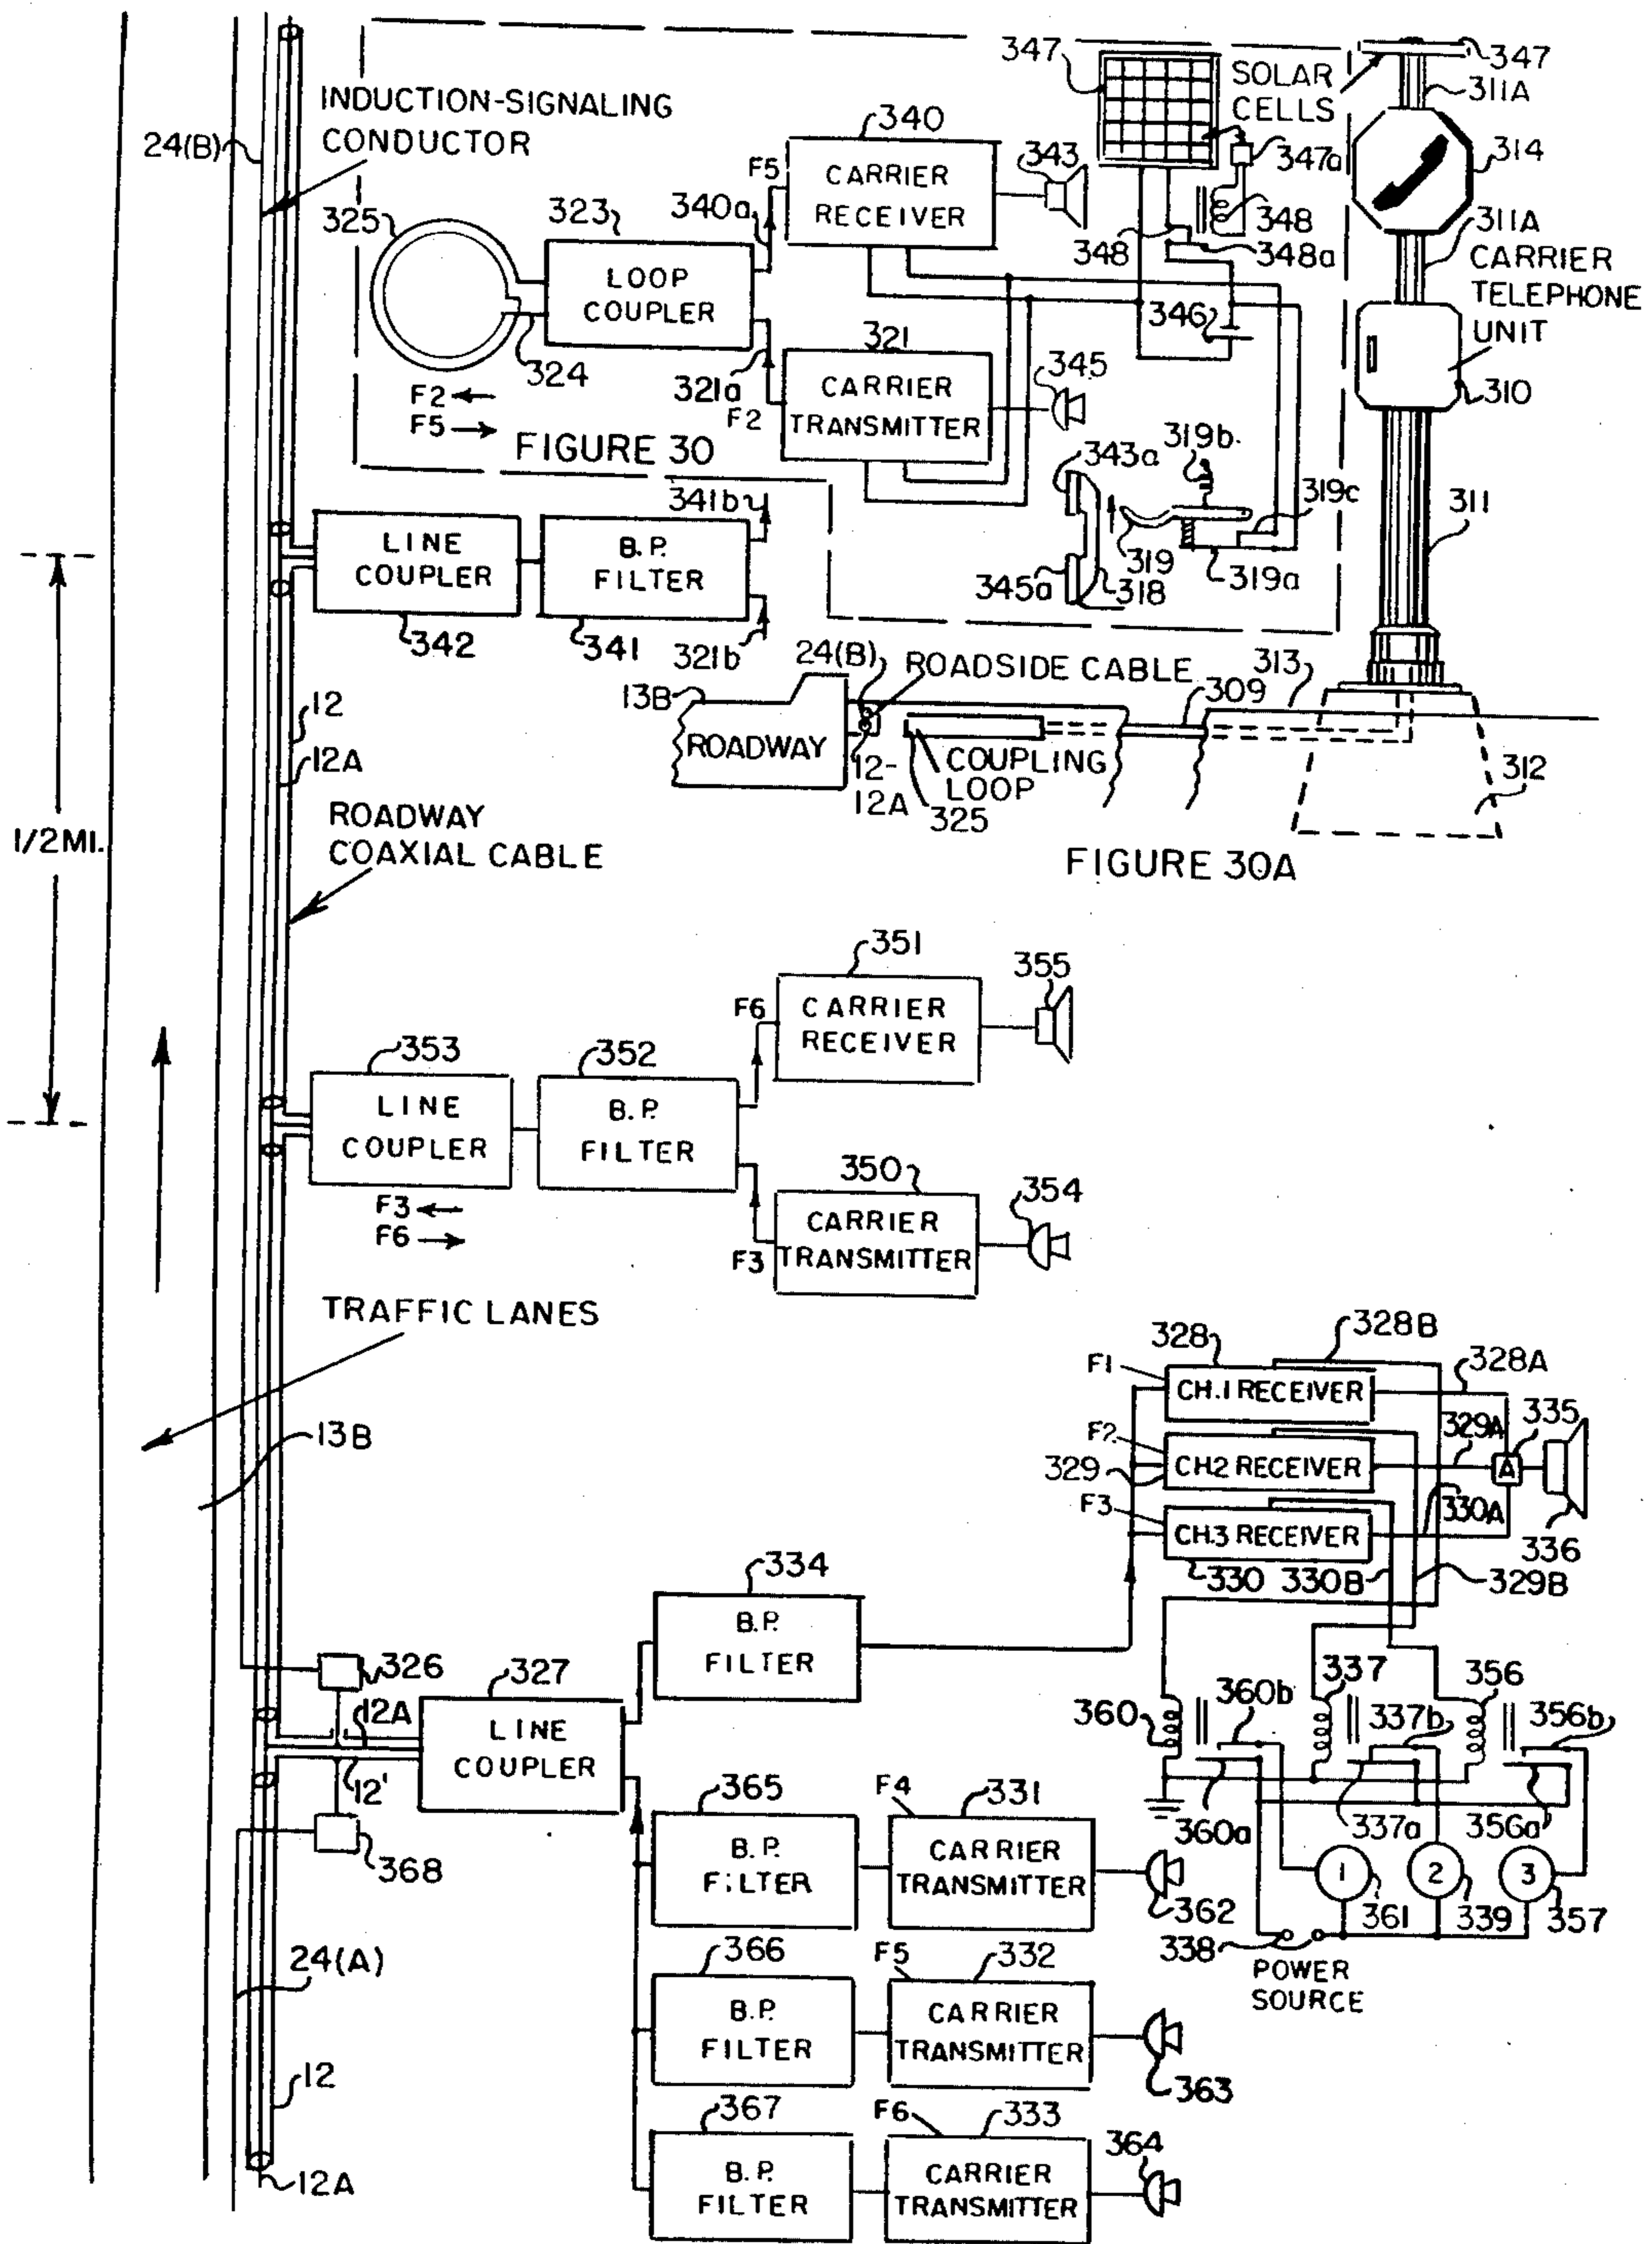 INDUCTION-SIGNALING
CONDUCTOR
24(B)
325
323
LOOP
COUPLER
324
F2
F5
FIGURE 30
F5
340a
340
CARRIER
RECEIVER
343
321a
F2
321
CARRIER
TRANSMITTER
345
347
SOLAR
CELLS
347a
348
348
348a
346
319b
343a
319c
319
319a
345a
318
347
311A
314
311A
CARRIER
TELEPHONE
UNIT
310
311
341b
LINE
COUPLER
B.P.
FILTER
342
341
321b
24(B)
ROADSIDE CABLE
13B
ROADWAY
12-
12A
COUPLING
LOOP
325
309
313
312
FIGURE 30A
12
12A
1/2MI.
ROADWAY
COAXIAL CABLE
353
LINE
COUPLER
352
B.P.
FILTER
F6
351
CARRIER
RECEIVER
355
F3
F6
F3
350
CARRIER
TRANSMITTER
354
TRAFFIC LANES
13B
F1
328
CH.1 RECEIVER
328B
328A
F2
329
CH.2 RECEIVER
329A
335
A
F3
CH.3 RECEIVER
330A
336
330
330B
329B
334
B.P.
FILTER
326
12A
12'
368
327
LINE
COUPLER
360
360b
360a
337
337b
337a
356
356b
356a
1
2
3
361
339
357
338
POWER
SOURCE
365
B.P.
FILTER
F4
331
CARRIER
TRANSMITTER
362
24(A)
366
B.P.
FILTER
F5
332
CARRIER
TRANSMITTER
363
12
12A
367
B.P.
FILTER
F6
333
CARRIER
TRANSMITTER
364